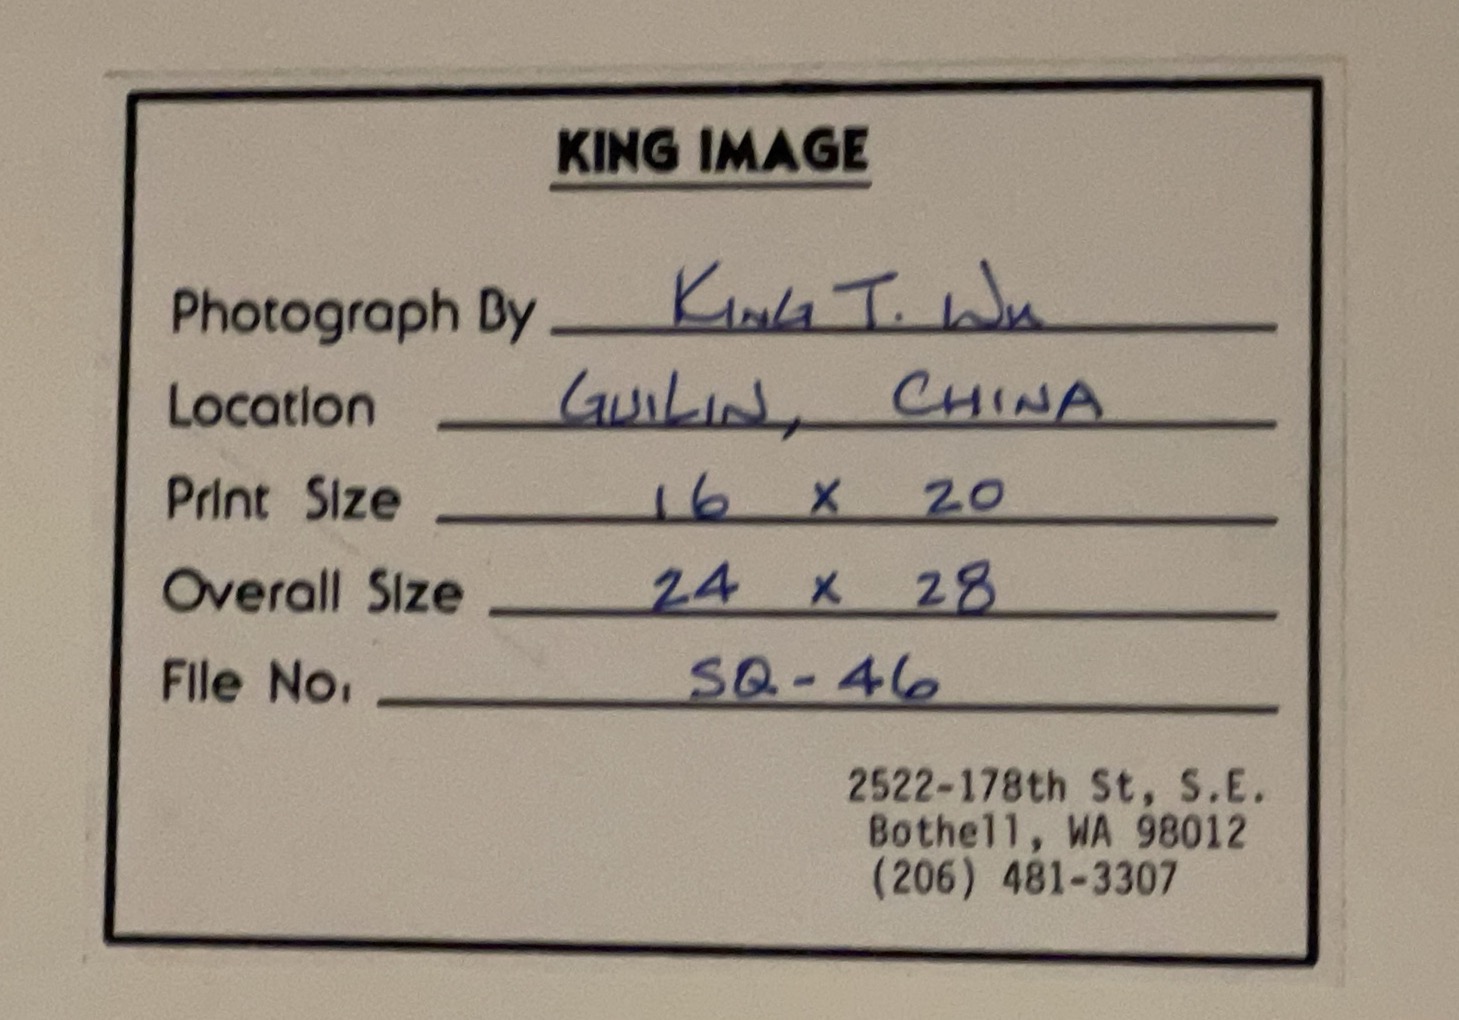 KING IMAGE
Photograph By King T. Wu
Location GUILIN, CHINA
Print Size 16 x 20
Overall Size 24 x 28
File No. SQ-46
2522-178th St, S.E.
Bothell, WA 98012
(206) 481-3307